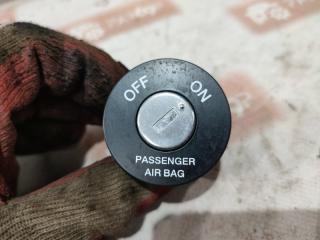 OFF ON
PASSENGER
AIR BAG